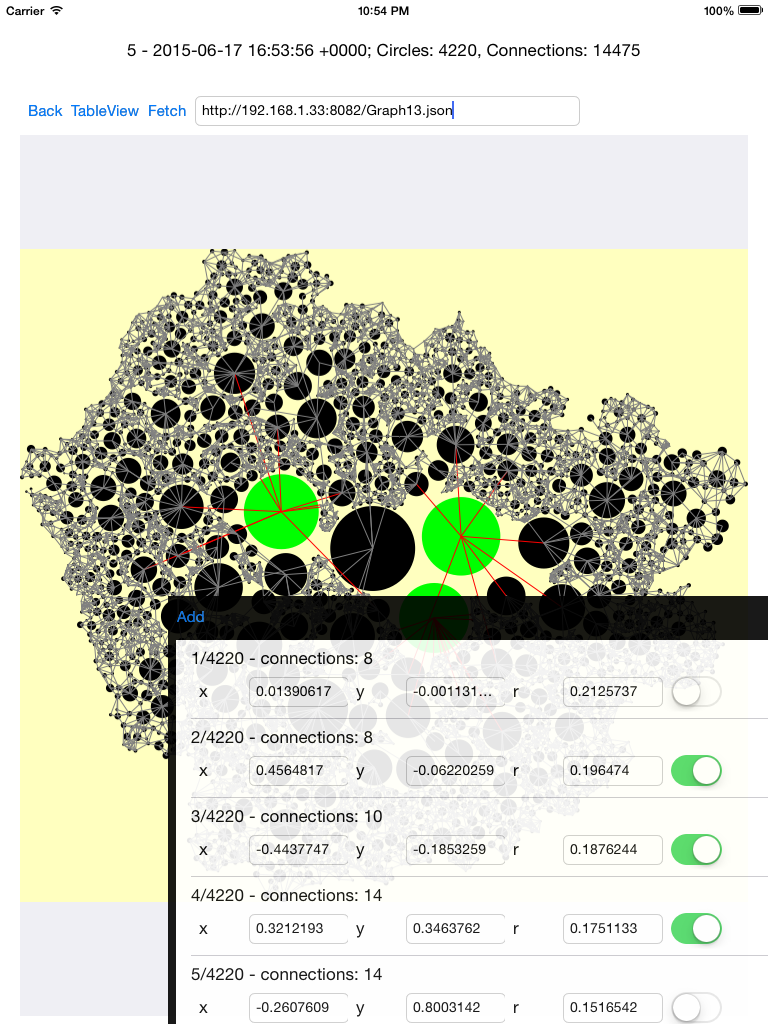 Carrier 10:54 PM 100%
5 - 2015-06-17 16:53:56 +0000; Circles: 4220, Connections: 14475
Back TableView Fetch http://192.168.1.33:8082/Graph13.json
Add
1/4220 - connections: 8
x 0.01390617 y -0.001131... r 0.2125737
2/4220 - connections: 8
x 0.4564817 y -0.06220259 r 0.196474
3/4220 - connections: 10
x -0.4437747 y -0.1853259 r 0.1876244
4/4220 - connections: 14
x 0.3212193 y 0.3463762 r 0.1751133
5/4220 - connections: 14
x -0.2607609 y 0.8003142 r 0.1516542